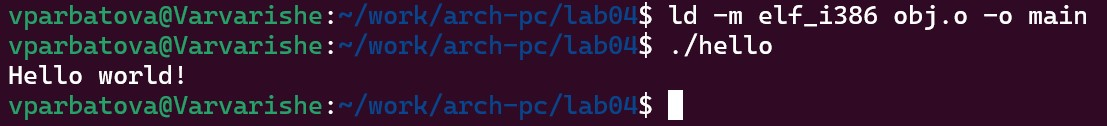 vparbatova@Varvarishe:~/work/arch-pc/lab04$ ld -m elf_i386 obj.o -o main
vparbatova@Varvarishe:~/work/arch-pc/lab04$ ./hello
Hello world!
vparbatova@Varvarishe:~/work/arch-pc/lab04$